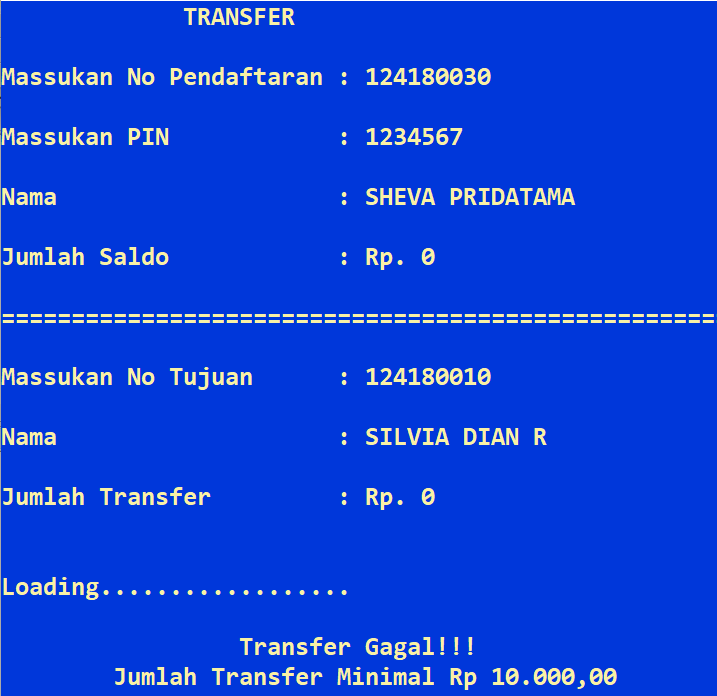 TRANSFER
Massukan No Pendaftaran : 124180030
Massukan PIN : 1234567
Nama : SHEVA PRIDATAMA
Jumlah Saldo : Rp. 0
===================================================
Massukan No Tujuan : 124180010
Nama : SILVIA DIAN R
Jumlah Transfer : Rp. 0
Loading..................
Transfer Gagal!!!
Jumlah Transfer Minimal Rp 10.000,00